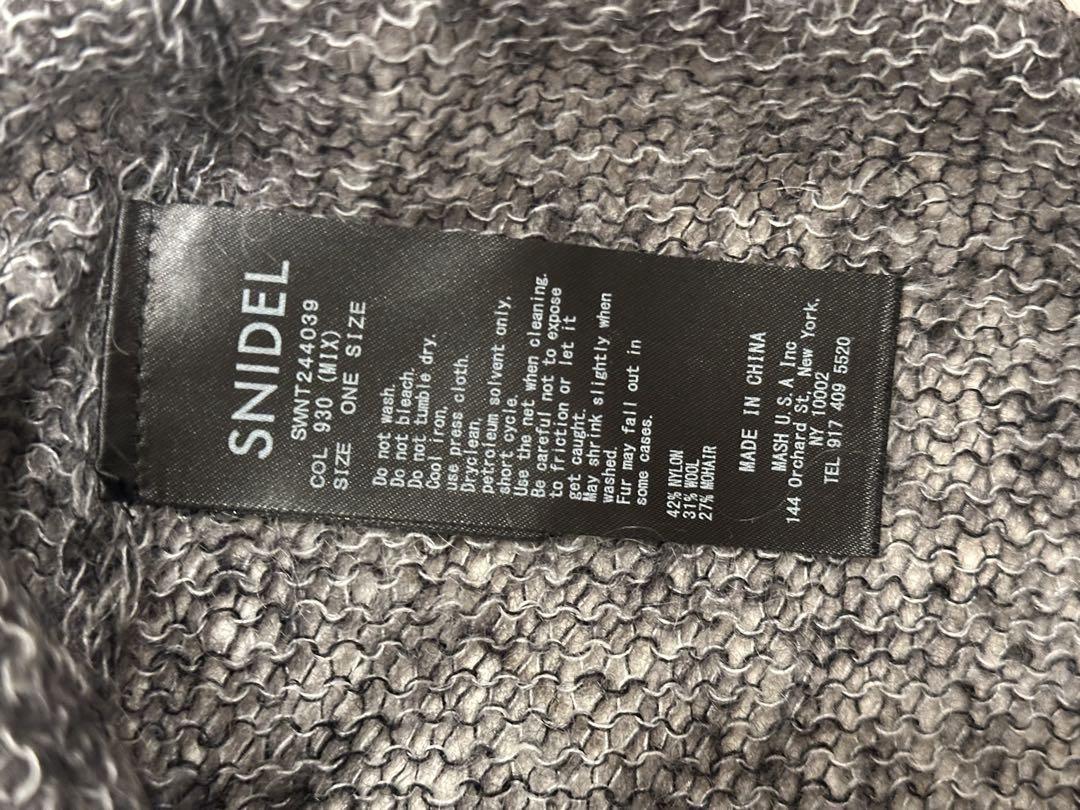 SNIDEL
SWNT244039
COL 930 (MIX)
SIZE ONE SIZE
Do not wash.
Do not bleach.
Do not tumble dry.
Cool iron,
use press cloth.
Dryclean,
petroleum solvent only,
short cycle.
Use the net when cleaning.
Be careful not to expose
to friction or let it
get caught.
May shrink slightly when
washed.
Fur may fall out in
some cases.
42% NYLON
31% WOOL
27% MOHAIR
MADE IN CHINA
MASH U.S.A Inc
144 Orchard St, New York,
NY 10002
TEL 917 409 5520